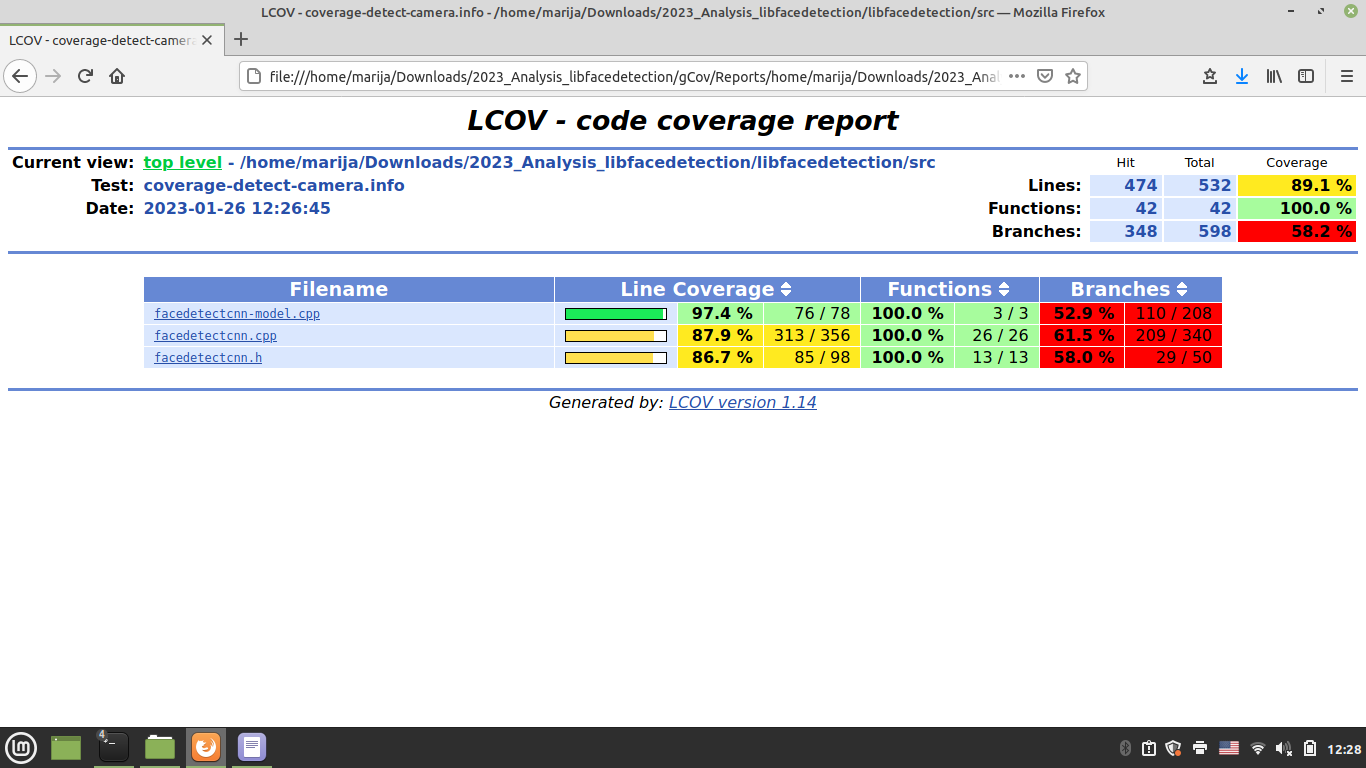 LCOV - coverage-detect-camera.info - /home/marija/Downloads/2023_Analysis_libfacedetection/libfacedetection/src — Mozilla Firefox
LCOV - coverage-detect-camera
file:///home/marija/Downloads/2023_Analysis_libfacedetection/gCov/Reports/home/marija/Downloads/2023_Anal
LCOV - code coverage report
Current view: top level - /home/marija/Downloads/2023_Analysis_libfacedetection/libfacedetection/src Hit Total Coverage
Test: coverage-detect-camera.info Lines: 474 532 89.1 %
Date: 2023-01-26 12:26:45 Functions: 42 42 100.0 %
Branches: 348 598 58.2 %
Filename Line Coverage Functions Branches
facedetectcnn-model.cpp 97.4 % 76 / 78 100.0 % 3 / 3 52.9 % 110 / 208
facedetectcnn.cpp 87.9 % 313 / 356 100.0 % 26 / 26 61.5 % 209 / 340
facedetectcnn.h 86.7 % 85 / 98 100.0 % 13 / 13 58.0 % 29 / 50
Generated by: LCOV version 1.14
4
12:28